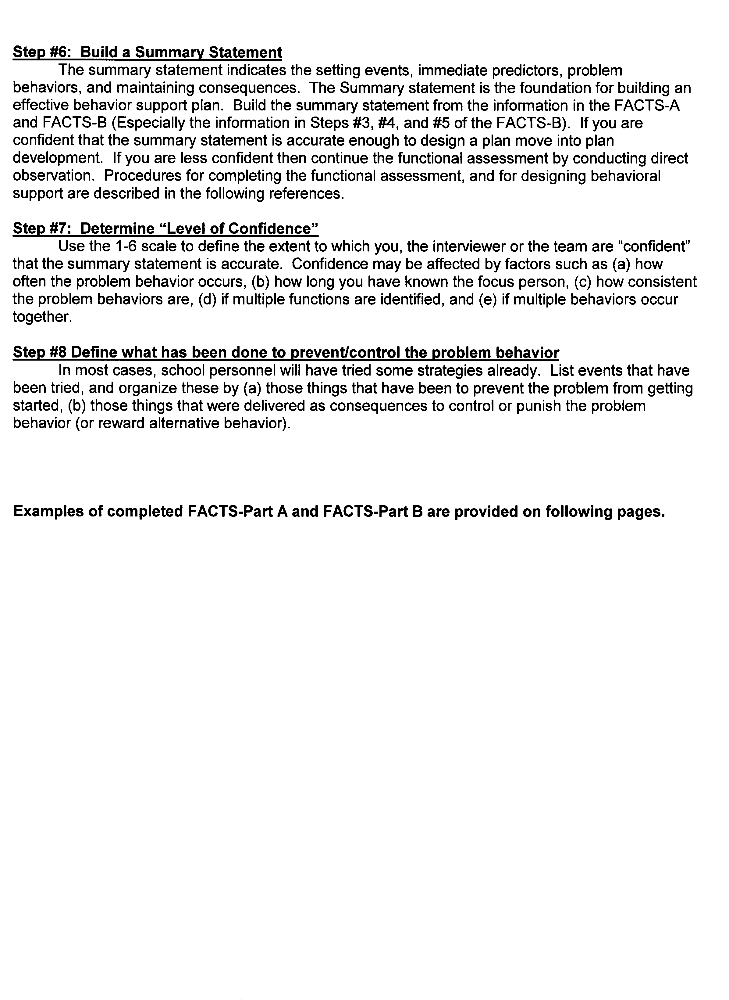 Step #6:  Build a Summary Statement
The summary statement indicates the setting events, immediate predictors, problem
behaviors, and maintaining consequences.  The Summary statement is the foundation for building an
effective behavior support plan.  Build the summary statement from the information in the FACTS-A
and FACTS-B (Especially the information in Steps #3, #4, and #5 of the FACTS-B).  If you are
confident that the summary statement is accurate enough to design a plan move into plan
development.  If you are less confident then continue the functional assessment by conducting direct
observation.  Procedures for completing the functional assessment, and for designing behavioral
support are described in the following references.
Step #7:  Determine “Level of Confidence”
Use the 1-6 scale to define the extent to which you, the interviewer or the team are “confident”
that the summary statement is accurate.  Confidence may be affected by factors such as (a) how
often the problem behavior occurs, (b) how long you have known the focus person, (c) how consistent
the problem behaviors are, (d) if multiple functions are identified, and (e) if multiple behaviors occur
together.
Step #8 Define what has been done to prevent/control the problem behavior
In most cases, school personnel will have tried some strategies already.  List events that have
been tried, and organize these by (a) those things that have been to prevent the problem from getting
started, (b) those things that were delivered as consequences to control or punish the problem
behavior (or reward alternative behavior).
Examples of completed FACTS-Part A and FACTS-Part B are provided on following pages.